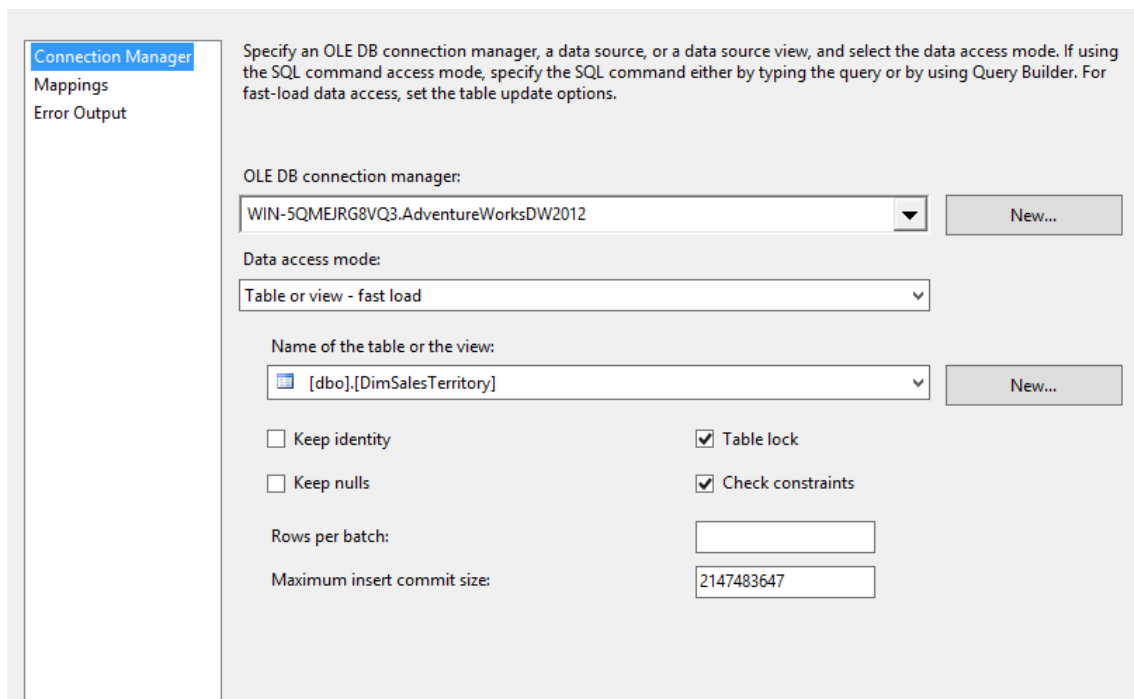 Connection Manager
Mappings
Error Output
Specify an OLE DB connection manager, a data source, or a data source view, and select the data access mode. If using
the SQL command access mode, specify the SQL command either by typing the query or by using Query Builder. For
fast-load data access, set the table update options.
OLE DB connection manager:
WIN-5QMEJRG8VQ3.AdventureWorksDW2012
New...
Data access mode:
Table or view - fast load
Name of the table or the view:
[dbo].[DimSalesTerritory]
New...
Keep identity
Table lock
Keep nulls
Check constraints
Rows per batch:
Maximum insert commit size:
2147483647